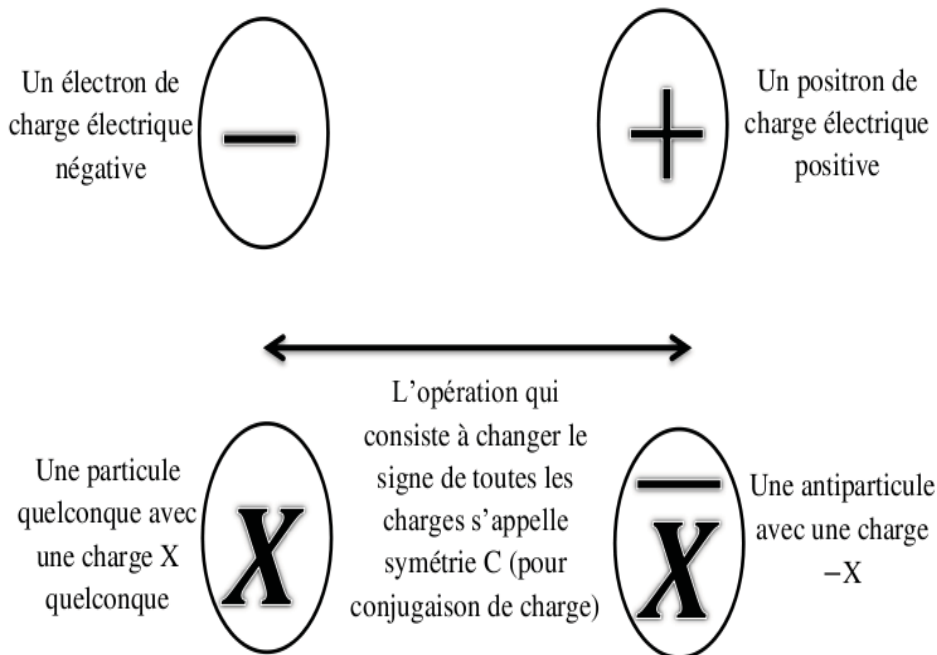 Un électron de
charge électrique
négative
−
+
Un positron de
charge électrique
positive
L’opération qui
consiste à changer le
signe de toutes les
charges s’appelle
symétrie C (pour
conjugaison de charge)
Une particule
quelconque avec
une charge X
quelconque
X
X̅
Une antiparticule
avec une charge
−X